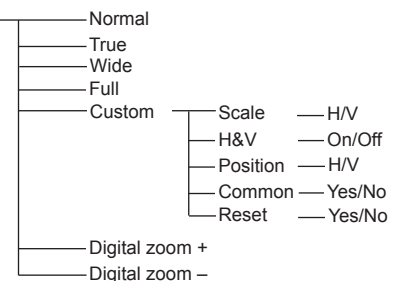 Normal
True
Wide
Full
Custom Scale H/V
H&V On/Off
Position H/V
Common Yes/No
Reset Yes/No
Digital zoom +
Digital zoom –